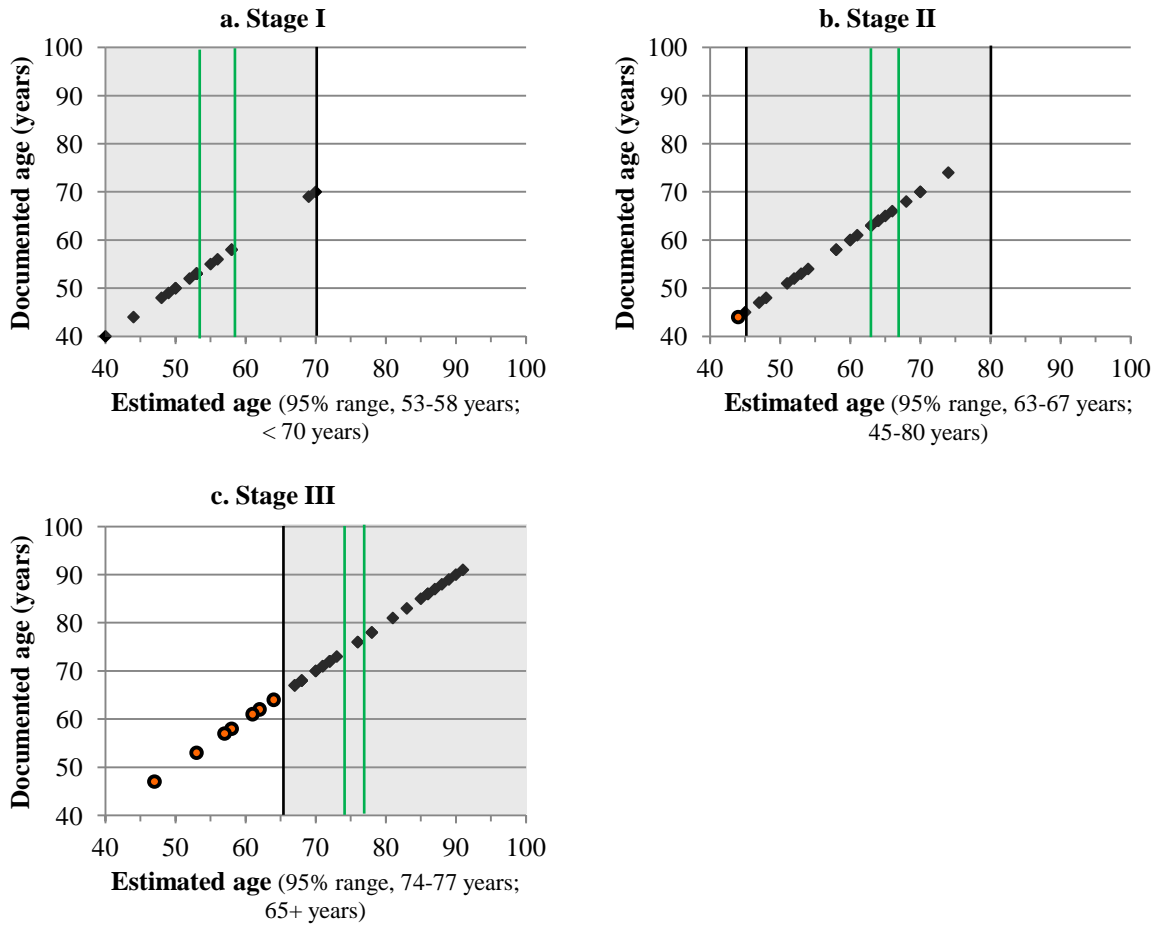 a. Stage I
Documented age (years)
100
90
80
70
60
50
40
40 50 60 70 80 90 100
Estimated age (95% range, 53-58 years;
< 70 years)
b. Stage II
Documented age (years)
100
90
80
70
60
50
40
40 50 60 70 80 90 100
Estimated age (95% range, 63-67 years;
45-80 years)
c. Stage III
Documented age (years)
100
90
80
70
60
50
40
40 50 60 70 80 90 100
Estimated age (95% range, 74-77 years;
65+ years)